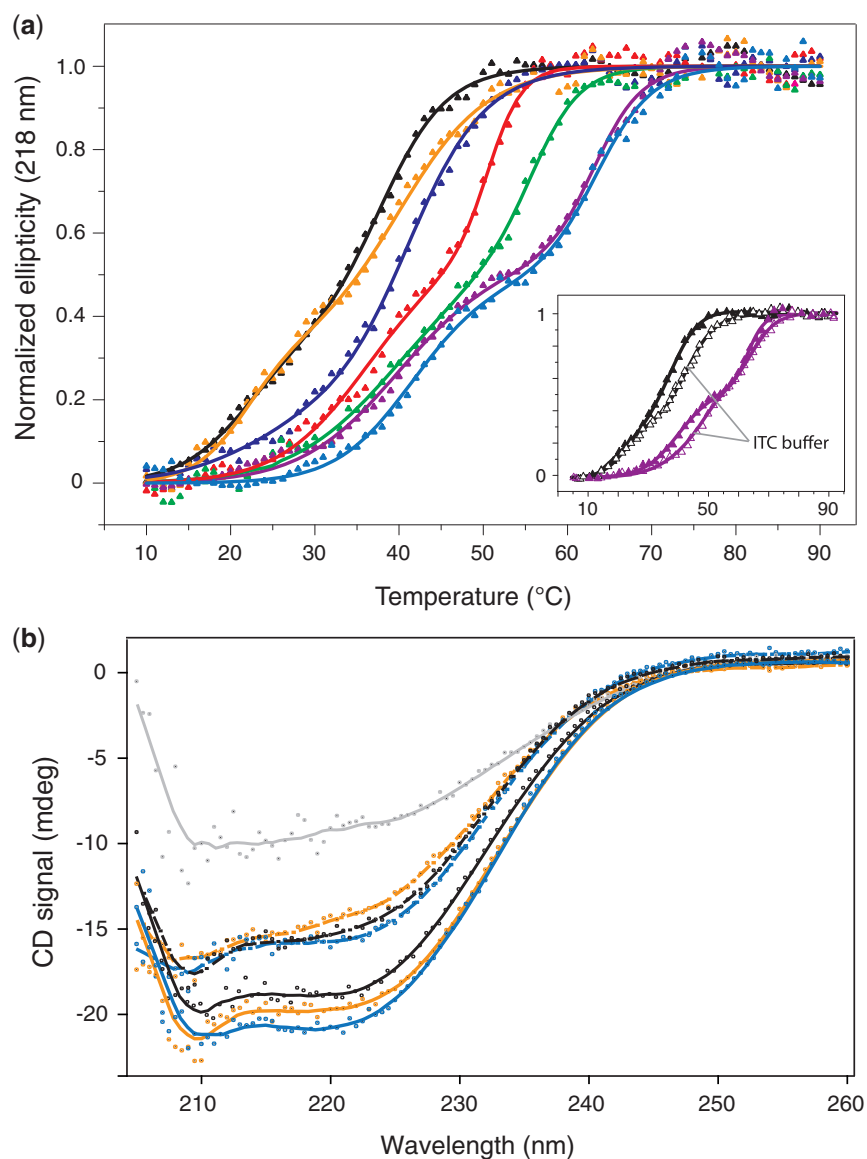 (a)
Normalized ellipticity (218 nm)
1.0
0.8
0.6
0.4
0.2
0
10 20 30 40 50 60 70 80 90
Temperature (°C)
1
0
10 50 90
ITC buffer
(b)
CD signal (mdeg)
0
-5
-10
-15
-20
210 220 230 240 250 260
Wavelength (nm)